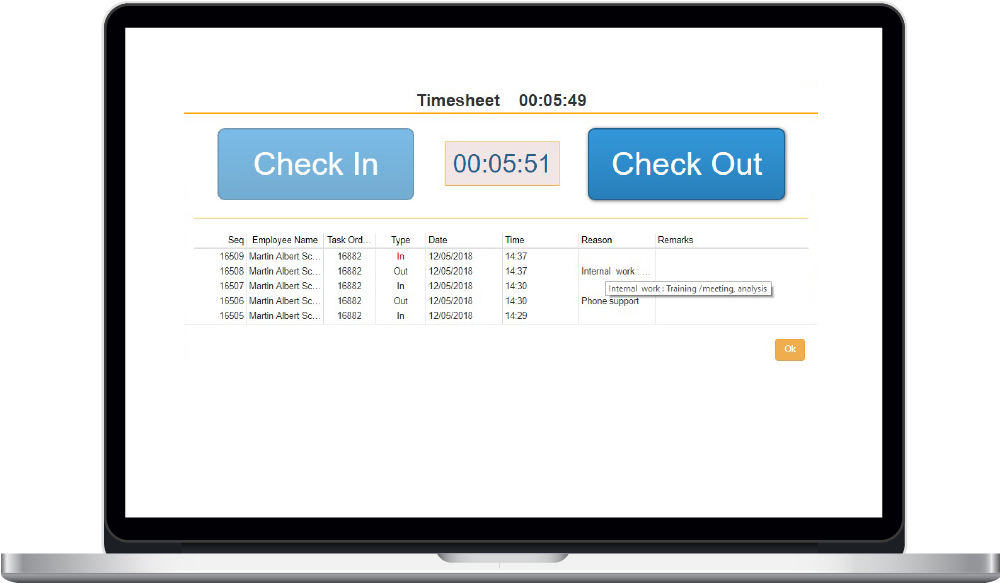 Timesheet 00:05:49
Check In 00:05:51 Check Out
Seq Employee Name Task Ord... Type Date Time Reason Remarks
16509 Martin Albert Sc... 16882 In 12/05/2018 14:37
16508 Martin Albert Sc... 16882 Out 12/05/2018 14:37 Internal work : ...
16507 Martin Albert Sc... 16882 In 12/05/2018 14:30
Internal work : Training /meeting, analysis
16506 Martin Albert Sc... 16882 Out 12/05/2018 14:30 Phone support
16505 Martin Albert Sc... 16882 In 12/05/2018 14:29
Ok